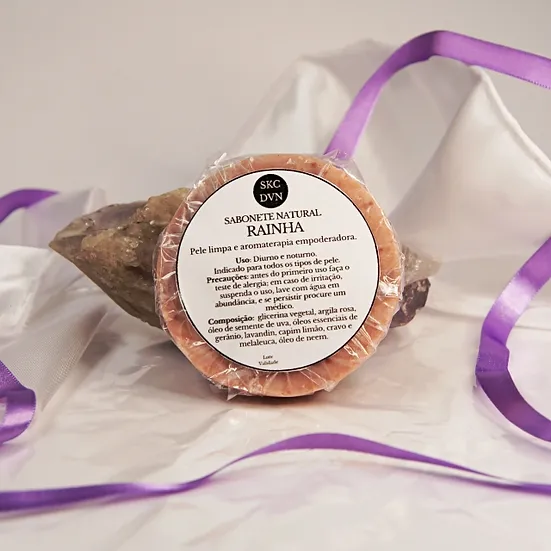 SKC
DVN
SABONETE NATURAL
RAINHA
Pele limpa e aromaterapia empoderadora.
Uso: Diurno e noturno.
Indicado para todos os tipos de pele.
Precauções: antes do primeiro uso faça o
teste de alergia; em caso de irritação,
suspenda o uso, lave com água em
abundância, e se persistir procure um
médico.
Composição: glicerina vegetal, argila rosa,
óleo de semente de uva, óleos essenciais de
gerânio, lavandin, capim limão, cravo e
melaleuca, óleo de neem.
Lote
Validade